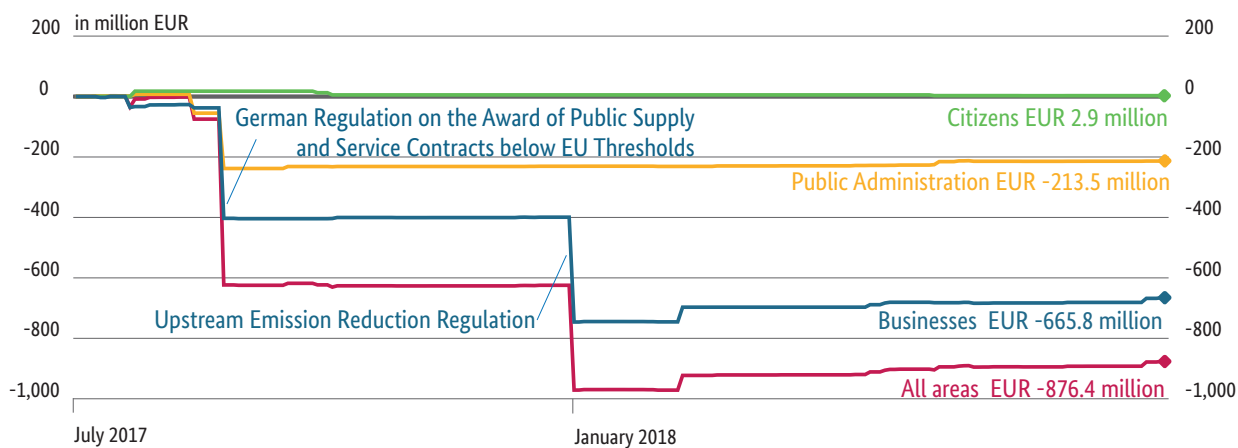 in million EUR
200
200
0
0
German Regulation on the Award of Public Supply
and Service Contracts below EU Thresholds
Citizens EUR 2.9 million
-200
-200
Public Administration EUR -213.5 million
-400
-400
-600
-600
Upstream Emission Reduction Regulation
Businesses EUR -665.8 million
-800
-800
All areas EUR -876.4 million
-1,000
-1,000
July 2017
January 2018